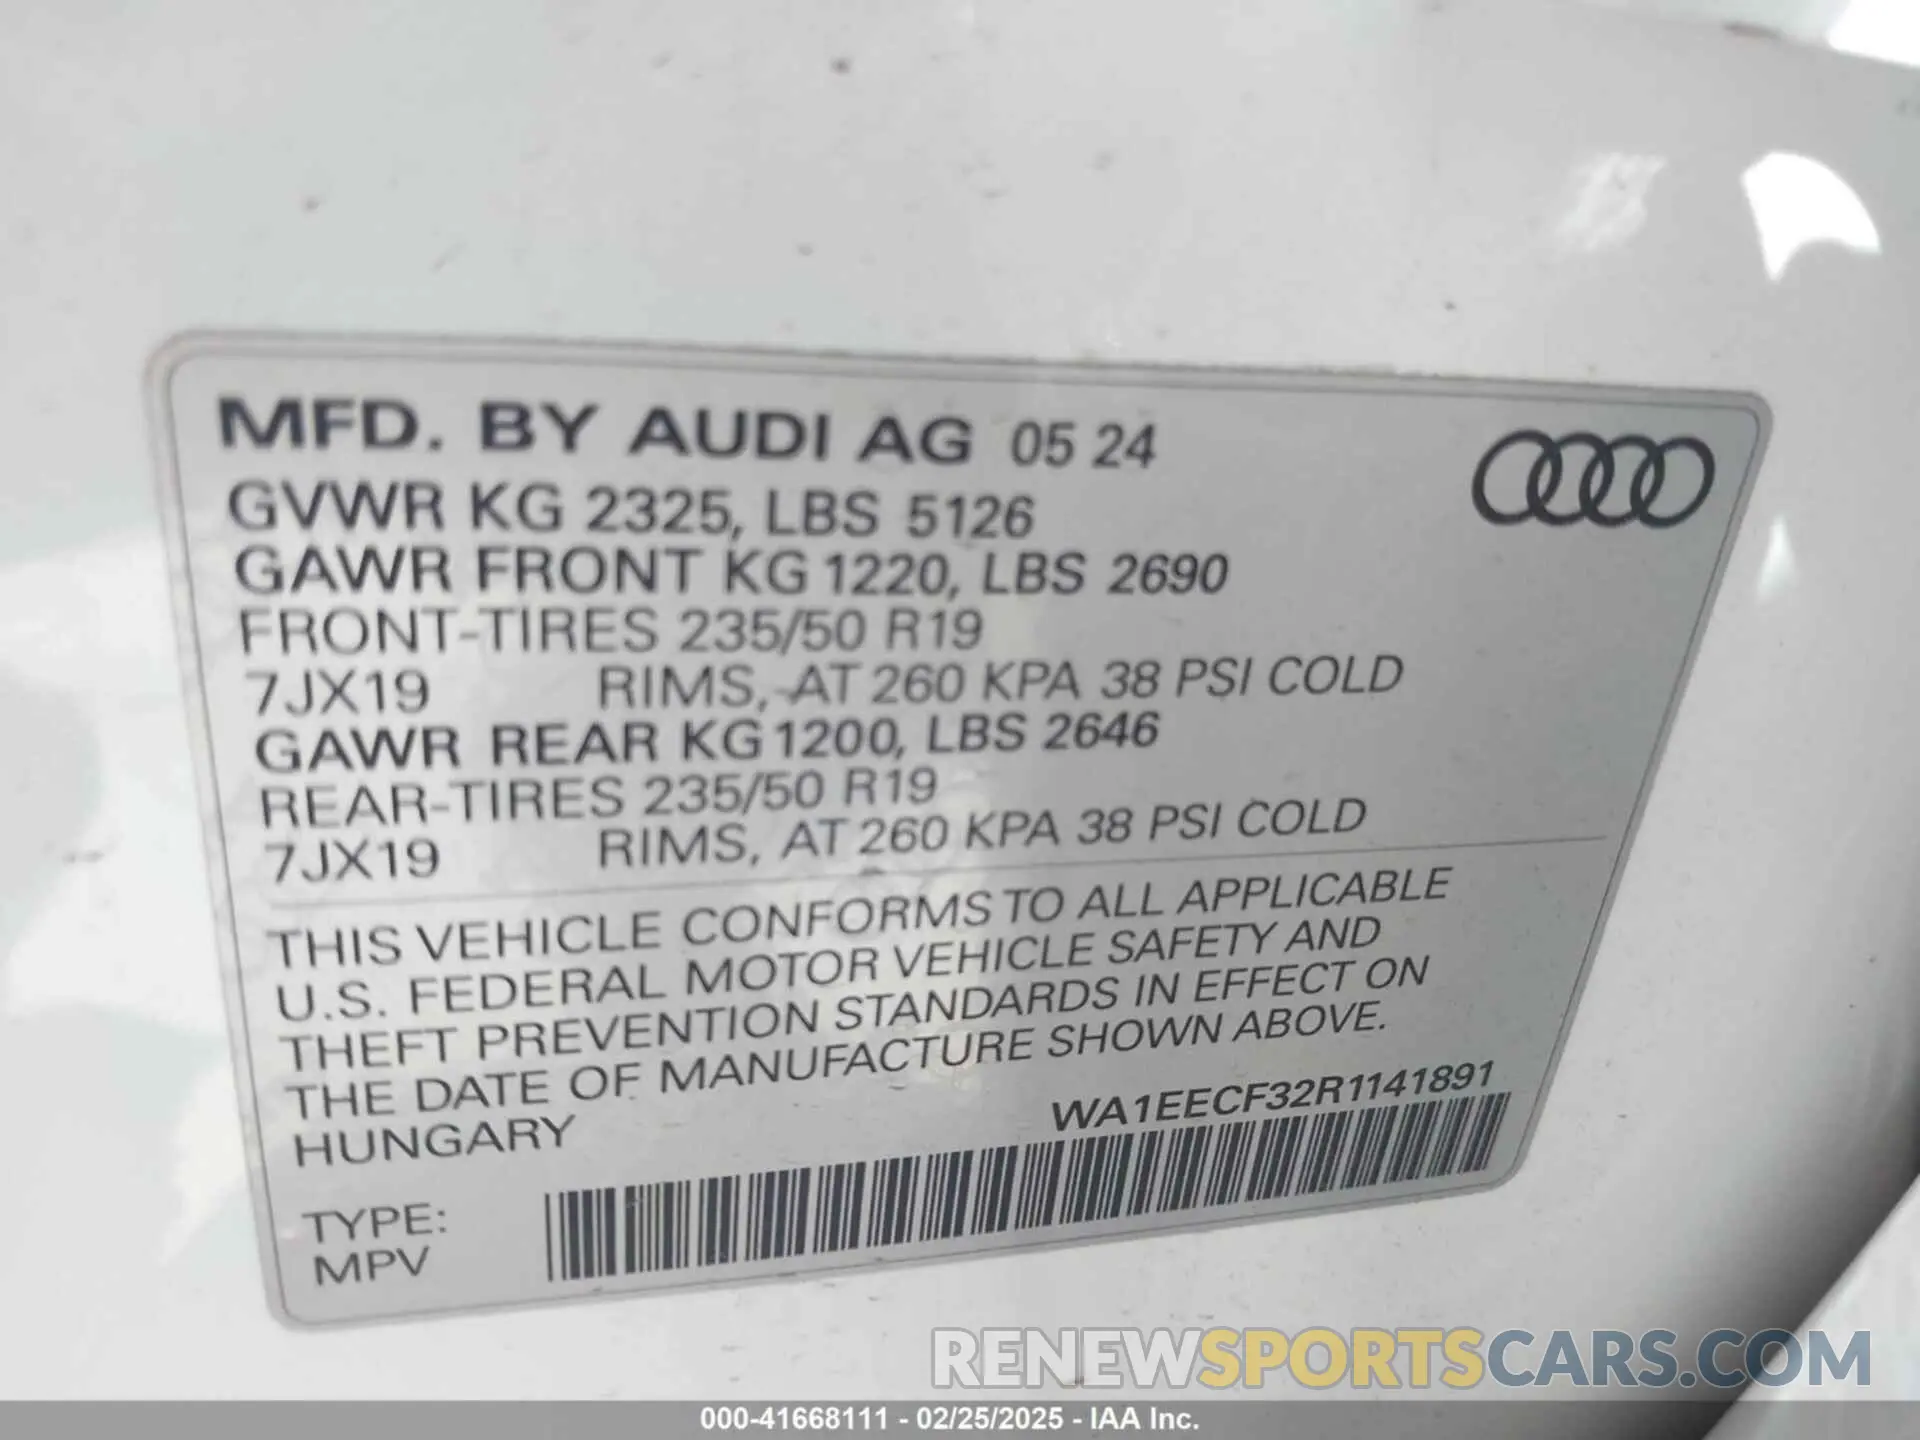 MFD. BY AUDI AG 05 24
GVWR KG 2325, LBS 5126
GAWR FRONT KG 1220, LBS 2690
FRONT-TIRES 235/50 R19
7JX19 RIMS, AT 260 KPA 38 PSI COLD
GAWR REAR KG 1200, LBS 2646
REAR-TIRES 235/50 R19
7JX19 RIMS, AT 260 KPA 38 PSI COLD
THIS VEHICLE CONFORMS TO ALL APPLICABLE
U.S. FEDERAL MOTOR VEHICLE SAFETY AND
THEFT PREVENTION STANDARDS IN EFFECT ON
THE DATE OF MANUFACTURE SHOWN ABOVE.
HUNGARY
WA1EECF32R1141891
TYPE:
MPV
RENEWSPORTSCARS.COM
000-41668111 - 02/25/2025 - IAA Inc.